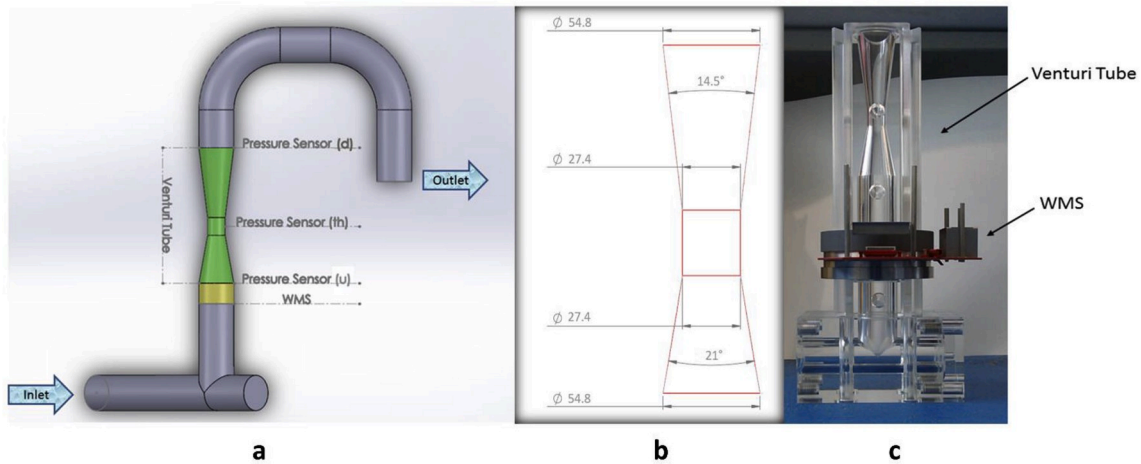 Pressure Sensor (d)
Venturi Tube
Outlet
Pressure Sensor (th)
Pressure Sensor (u)
WMS
Inlet
a
Ø 54.8
14.5°
Ø 27.4
Ø 27.4
21°
Ø 54.8
b
Venturi Tube
WMS
c